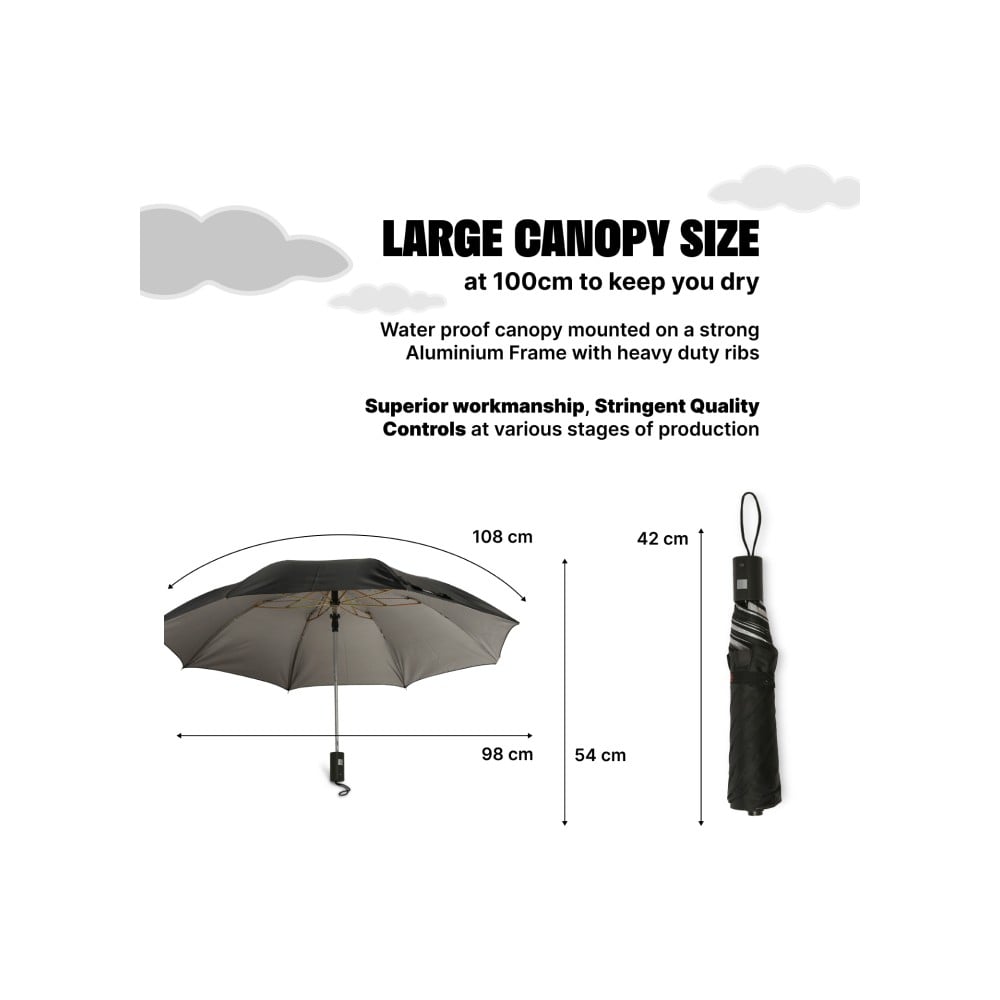 LARGE CANOPY SIZE
at 100cm to keep you dry
Water proof canopy mounted on a strong
Aluminium Frame with heavy duty ribs
Superior workmanship, Stringent Quality
Controls at various stages of production
108 cm
42 cm
98 cm
54 cm